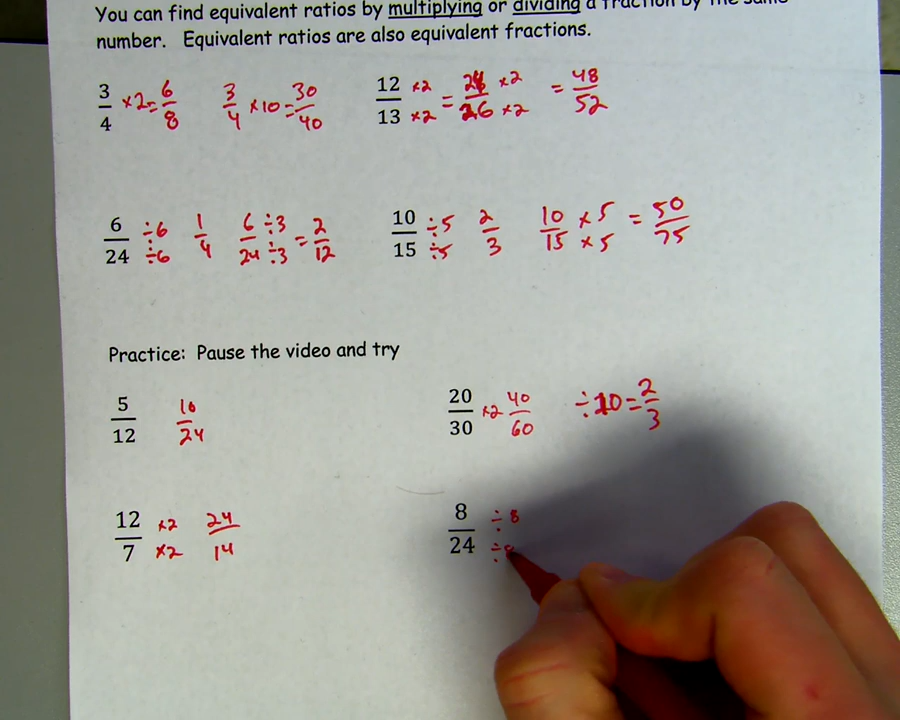 You can find equivalent ratios by multiplying or dividing a fraction by the same
number. Equivalent ratios are also equivalent fractions.
3/4 ×2= 6/8 3/4 ×10= 30/40 12/13 ×2 ×2 = 24/26 ×2 ×2 = 48/52
6/24 ÷6 ÷6 1/4 6/24 ÷3 ÷3 = 2/12 10/15 ÷5 ÷5 2/3 10/15 ×5 ×5 = 50/75
Practice: Pause the video and try
5/12 10/24 20/30 ×2 40/60 ÷10= 2/3
12/7 ×2 ×2 24/14 8/24 ÷8 ÷8